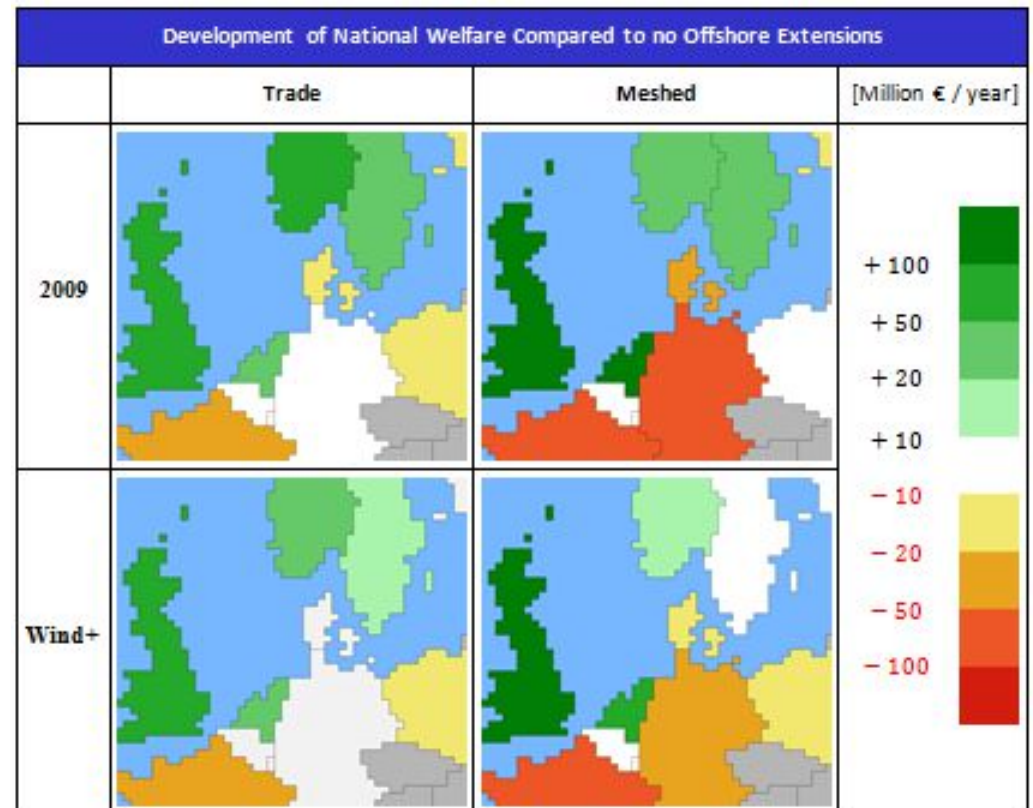 Development of National Welfare Compared to no Offshore Extensions
Trade
Meshed
[Million € / year]
2009
+ 100
+ 50
+ 20
+ 10
− 10
− 20
− 50
− 100
Wind+